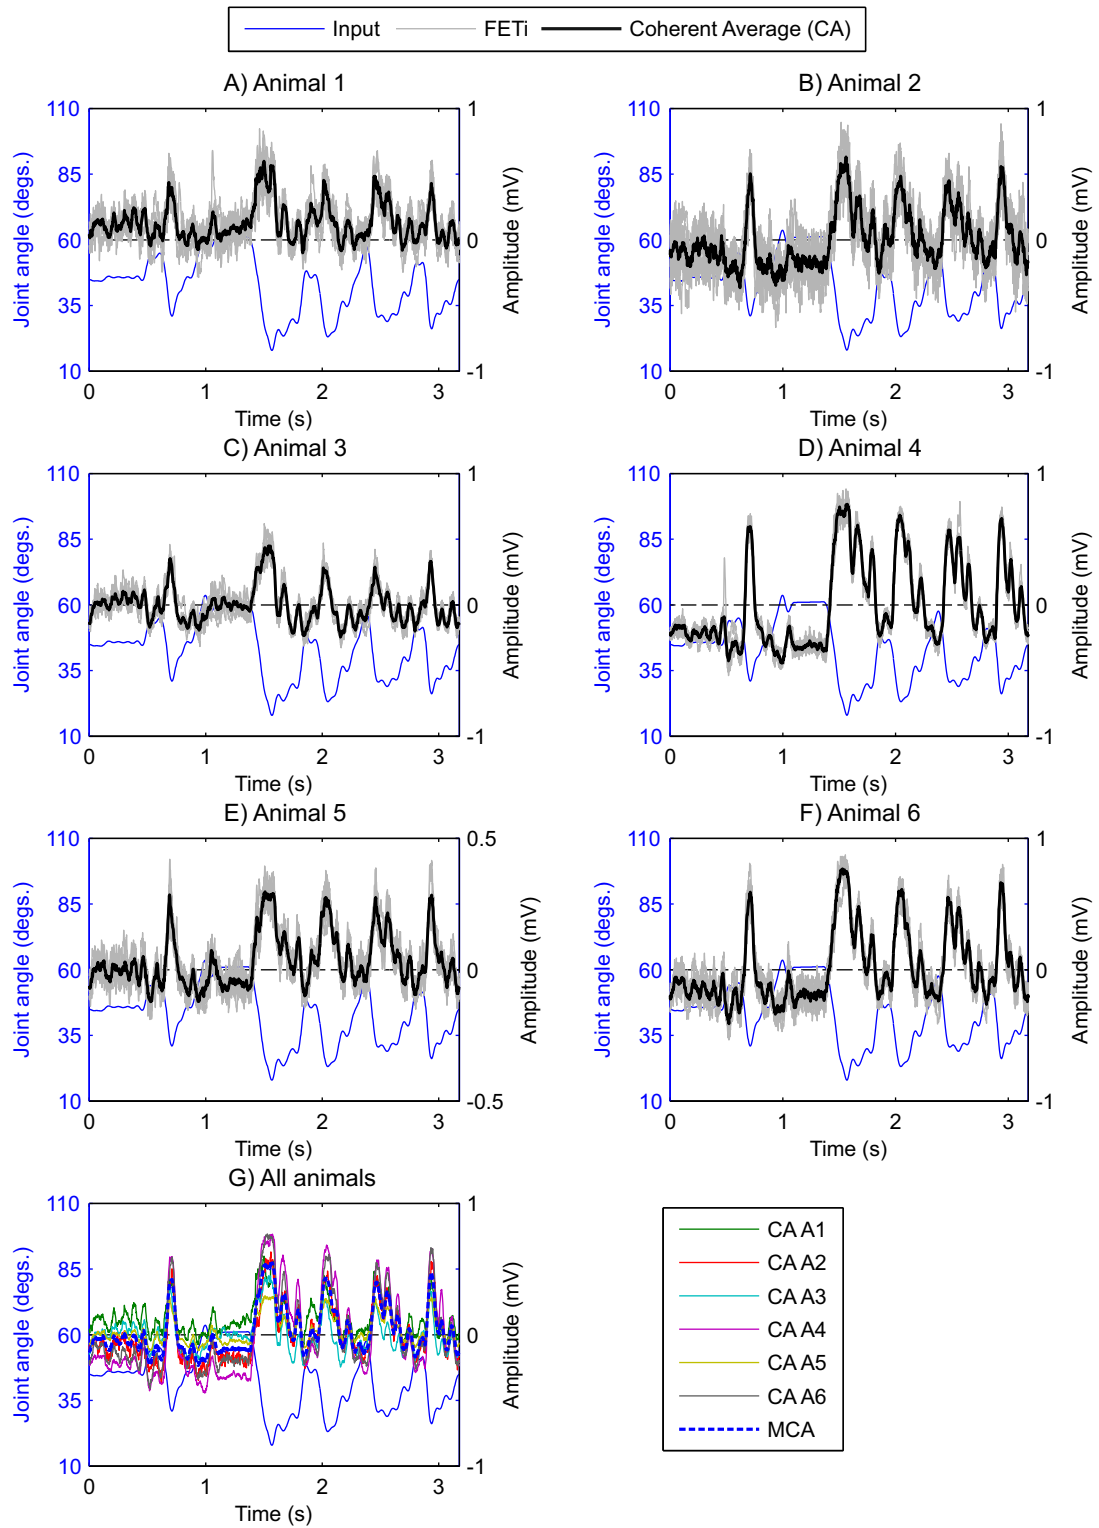 Input FETi Coherent Average (CA)
A) Animal 1
B) Animal 2
110 85 60 35 10
Joint angle (degs.)
1 0 -1
Amplitude (mV)
0 1 2 3
Time (s)
110 85 60 35 10
Joint angle (degs.)
1 0 -1
Amplitude (mV)
0 1 2 3
Time (s)
C) Animal 3
D) Animal 4
110 85 60 35 10
Joint angle (degs.)
1 0 -1
Amplitude (mV)
0 1 2 3
Time (s)
110 85 60 35 10
Joint angle (degs.)
1 0 -1
Amplitude (mV)
0 1 2 3
Time (s)
E) Animal 5
F) Animal 6
110 85 60 35 10
Joint angle (degs.)
0.5 0 -0.5
Amplitude (mV)
0 1 2 3
Time (s)
110 85 60 35 10
Joint angle (degs.)
1 0 -1
Amplitude (mV)
0 1 2 3
Time (s)
G) All animals
110 85 60 35 10
Joint angle (degs.)
1 0 -1
Amplitude (mV)
0 1 2 3
Time (s)
CA A1
CA A2
CA A3
CA A4
CA A5
CA A6
MCA